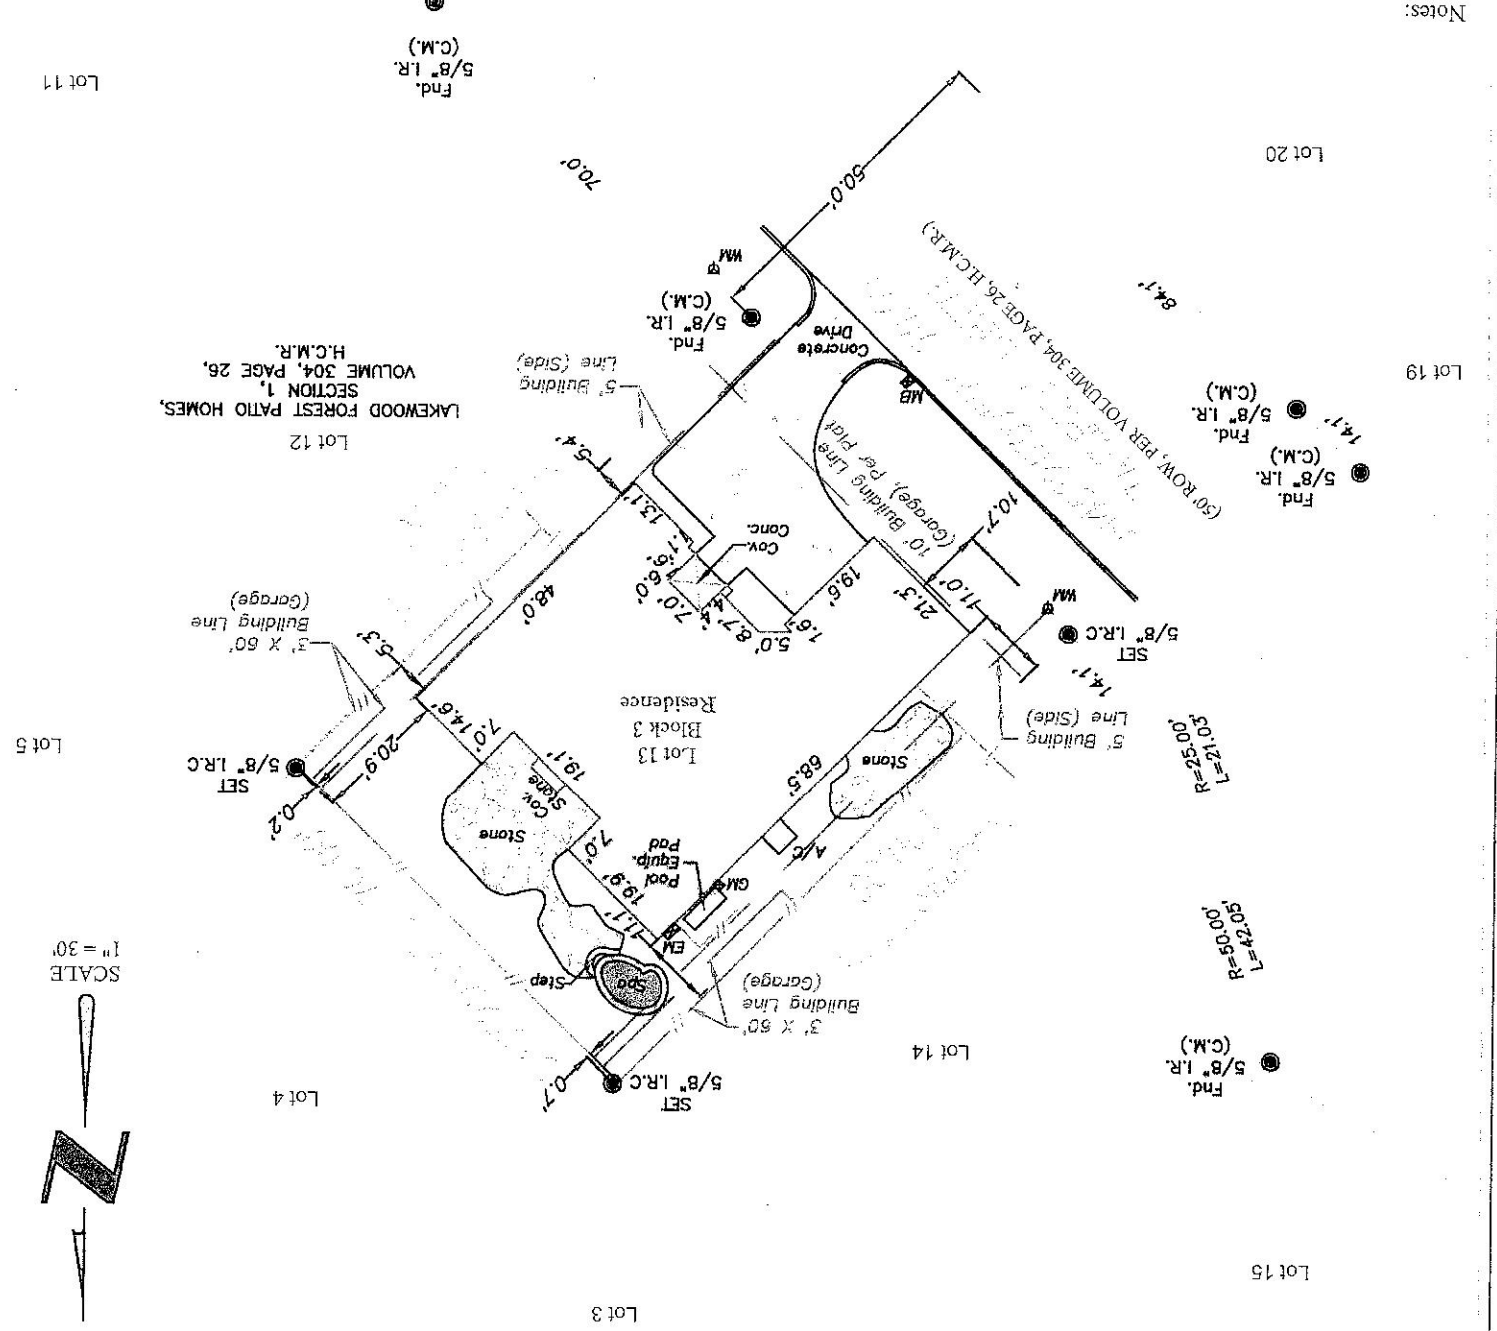 Lot 3
Lot 15
SCALE
1" = 30'
Lot 4
Lot 14
Fnd.
5/8" I.R.
(C.M.)
SET
5/8" I.R.C
0.7'
3' X 60'
Building Line
(Garage)
Spa
Step
EM
11.1'
19.9'
GM
Pool
Equip.
Pad
R=50.00'
L=42.05'
A/C
7.0'
Stone
Cov.
Stone
19.1'
7.0'
14.6'
0.2'
SET
5/8" I.R.C
20.9'
Lot 5
68.5'
Stone
R=25.00'
L=21.03'
Lot 13
Block 3
Residence
5' Building
Line (Side)
14.1'
SET
5/8" I.R.C
WM
11.0'
21.3'
10.7'
5.3'
3' X 60'
Building Line
(Garage)
48.0'
1.6'
19.6'
5.0'
8.7'
4.4'
7.0'
6.0'
1.6'
13.1'
5.4'
Cov.
Conc.
10' Building Line
(Garage), Per Plat
Fnd.
5/8" I.R.
(C.M.)
14.1'
Fnd.
5/8" I.R.
(C.M.)
(50' ROW, PER VOLUME 304, PAGE 26, H.C.M.R.)
Lot 12
LAKEWOOD FOREST PATIO HOMES,
SECTION 1,
VOLUME 304, PAGE 26,
H.C.M.R.
5' Building
Line (Side)
MB
Concrete
Drive
Lot 19
Fnd.
5/8" I.R.
(C.M.)
WM
84.1'
50.0'
70.0'
Lot 20
Lot 11
Fnd.
5/8" I.R.
(C.M.)
Notes: